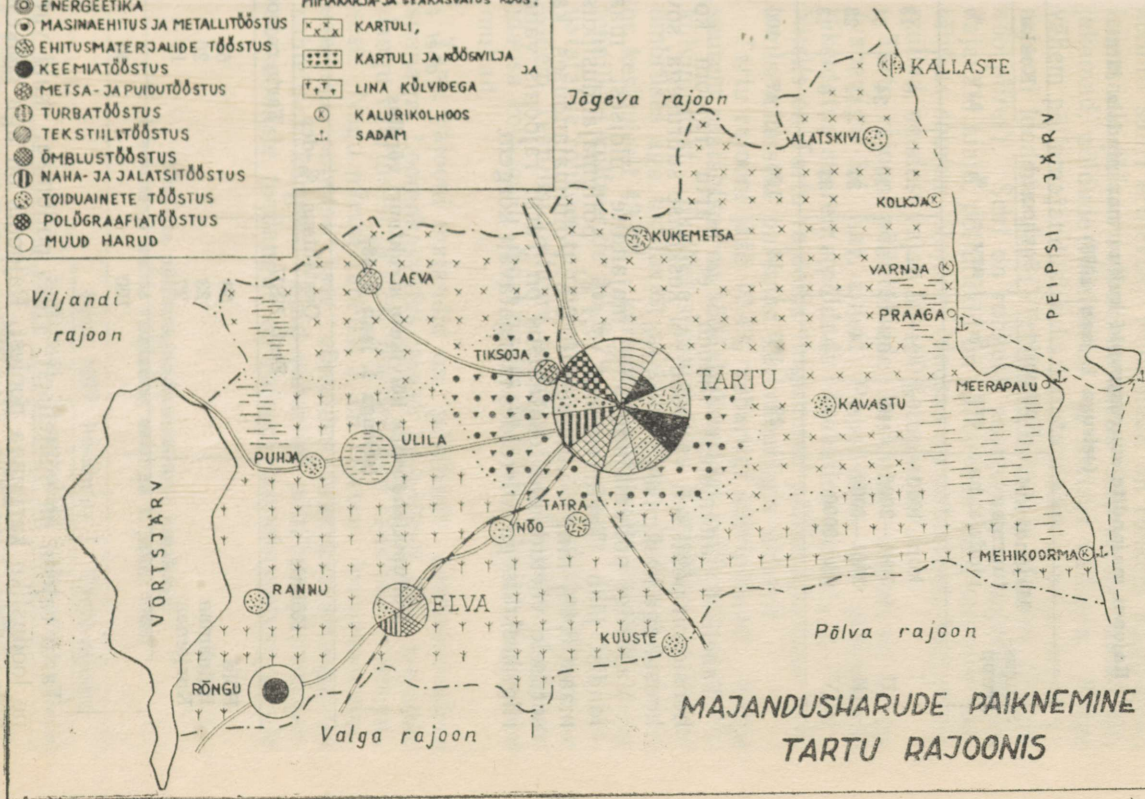 ENERGEETIKA
MASINAEHITUS JA METALLITÖÖSTUS
EHITUSMATERJALIDE TÖÖSTUS
KEEMIATÖÖSTUS
METSA- JA PUIDUTÖÖSTUS
TURBATÖÖSTUS
TEKSTIILITÖÖSTUS
ÕMBLUSTÖÖSTUS
NAHA- JA JALATSITÖÖSTUS
TOIDUAINETE TÖÖSTUS
POLÜGRAAFIATÖÖSTUS
MUUD HARUD
KARTULI,
KARTULI JA KÖÖGIVILJA
JA
LINA KÜLVIDEGA
KALURIKOLHOOS
SADAM
Jõgeva rajoon
KALLASTE
ALATSKIVI
KOLKJA
PEIPSI JÄRV
KUKEMETSA
VARNJA
LAEVA
PRAAGA
Viljandi
rajoon
TIKSOJA
TARTU
MEERAPALU
KAVASTU
ULILA
PUHJA
TATRA
NÕO
MEHIKOORMA
VÕRTSJÄRV
RANNU
ELVA
KUUSTE
Põlva rajoon
RÕNGU
Valga rajoon
MAJANDUSHARUDE PAIKNEMINE
TARTU RAJOONIS